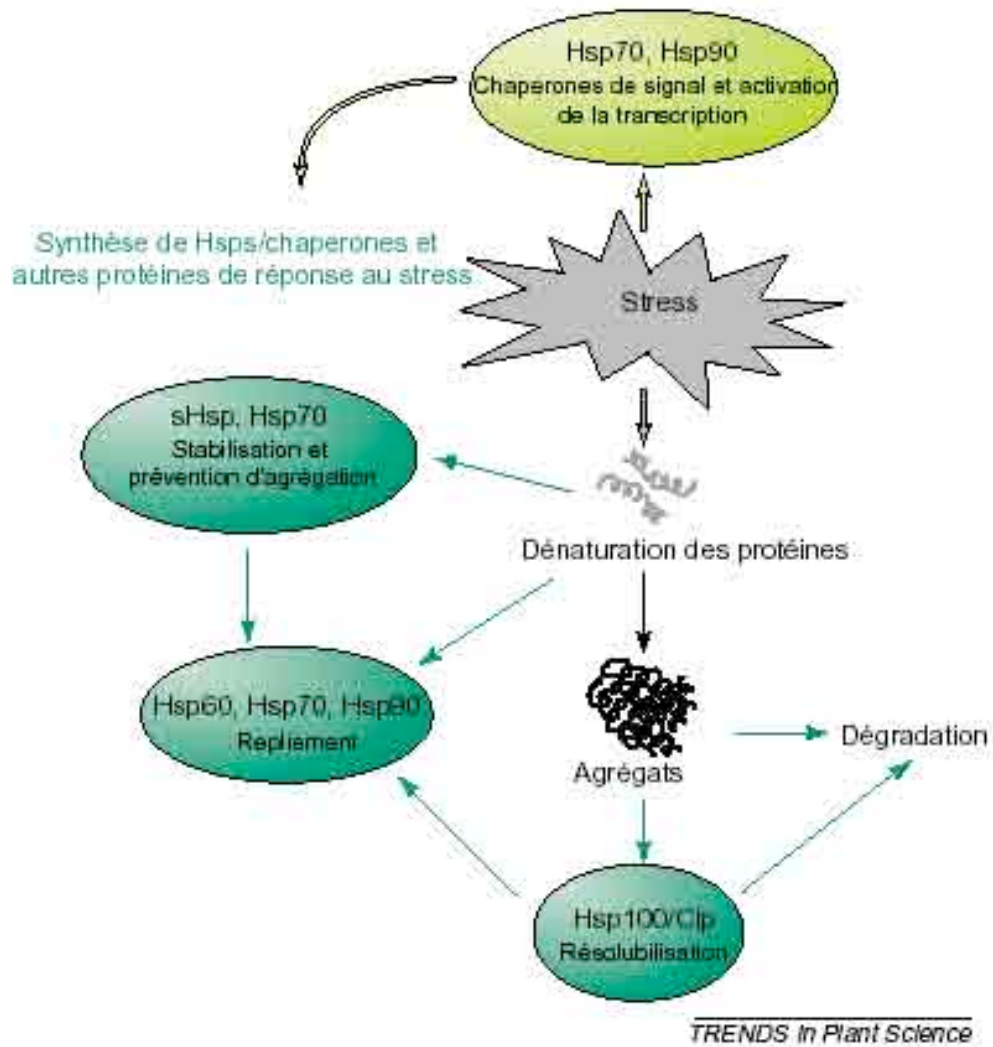 Hsp70, Hsp90
Chaperones de signal et activation
de la transcription
Synthèse de Hsps/chaperones et
autres protéines de réponse au stress
Stress
sHsp, Hsp70
Stabilisation et
prévention d'agrégation
Dénaturation des protéines
Hsp60, Hsp70, Hsp90
Repliement
Dégradation
Agrégats
Hsp100/Clp
Résolubilisation
TRENDS in Plant Science